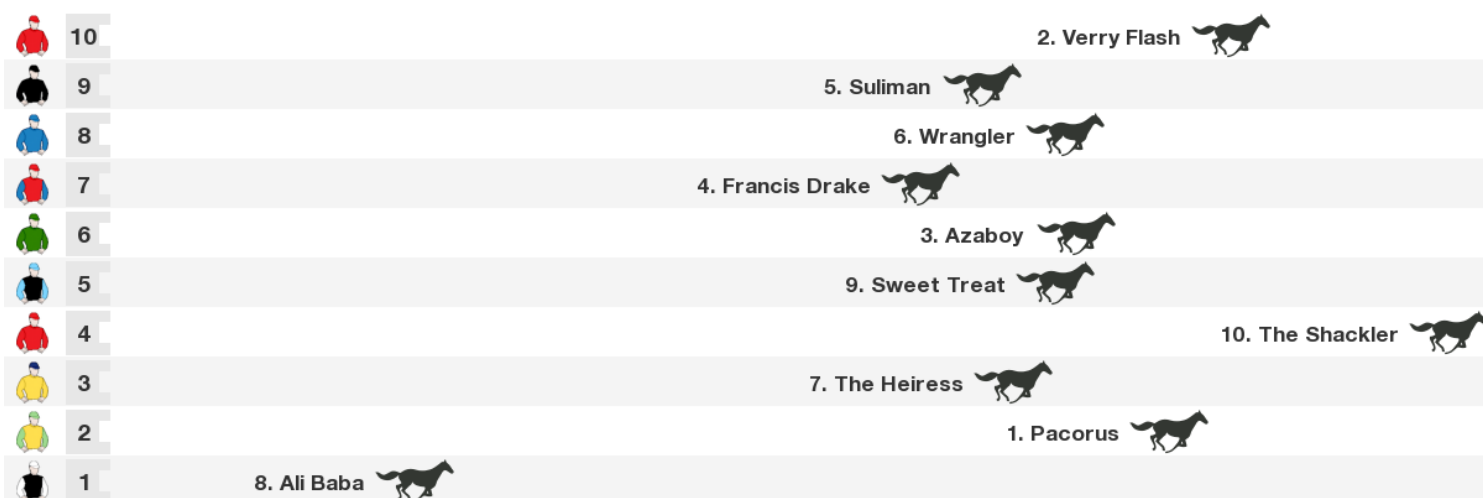 10 2. Verry Flash
9 5. Suliman
8 6. Wrangler
7 4. Francis Drake
6 3. Azaboy
5 9. Sweet Treat
4 10. The Shackler
3 7. The Heiress
2 1. Pacorus
1 8. Ali Baba